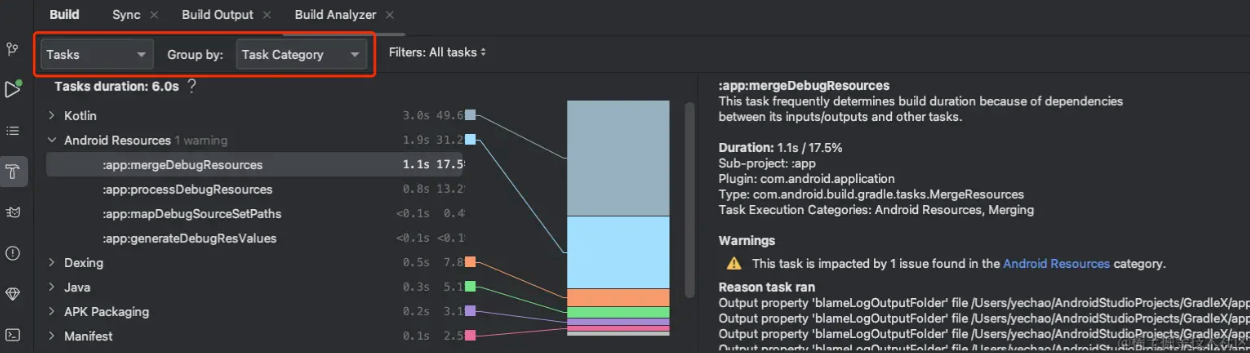 Build Sync Build Output Build Analyzer
Tasks Group by: Task Category Filters: All tasks
Tasks duration: 6.0s ?
Kotlin 3.0s 49.6
Android Resources 1 warning 1.9s 31.2
:app:mergeDebugResources 1.1s 17.5%
:app:processDebugResources 0.8s 13.2
:app:mapDebugSourceSetPaths <0.1s 0.4
:app:generateDebugResValues <0.1s <0.1
Dexing 0.5s 7.8
Java 0.3s 5.1
APK Packaging 0.2s 3.1
Manifest 0.1s 2.5
:app:mergeDebugResources
This task frequently determines build duration because of dependencies
between its inputs/outputs and other tasks.
Duration: 1.1s / 17.5%
Sub-project: :app
Plugin: com.android.application
Type: com.android.build.gradle.tasks.MergeResources
Task Execution Categories: Android Resources, Merging
Warnings
This task is impacted by 1 issue found in the Android Resources category.
Reason task ran
Output property 'blameLogOutputFolder' file /Users/yechao/AndroidStudioProjects/GradleX/app
Output property 'blameLogOutputFolder' file /Users/yechao/AndroidStudioProjects/GradleX/app
Output property 'blameLogOutputFolder' file /Users/yechao/AndroidStudioProjects/GradleX/app
Output property 'blameLogOutputFolder' file /Users/yechao/AndroidStudioProjects